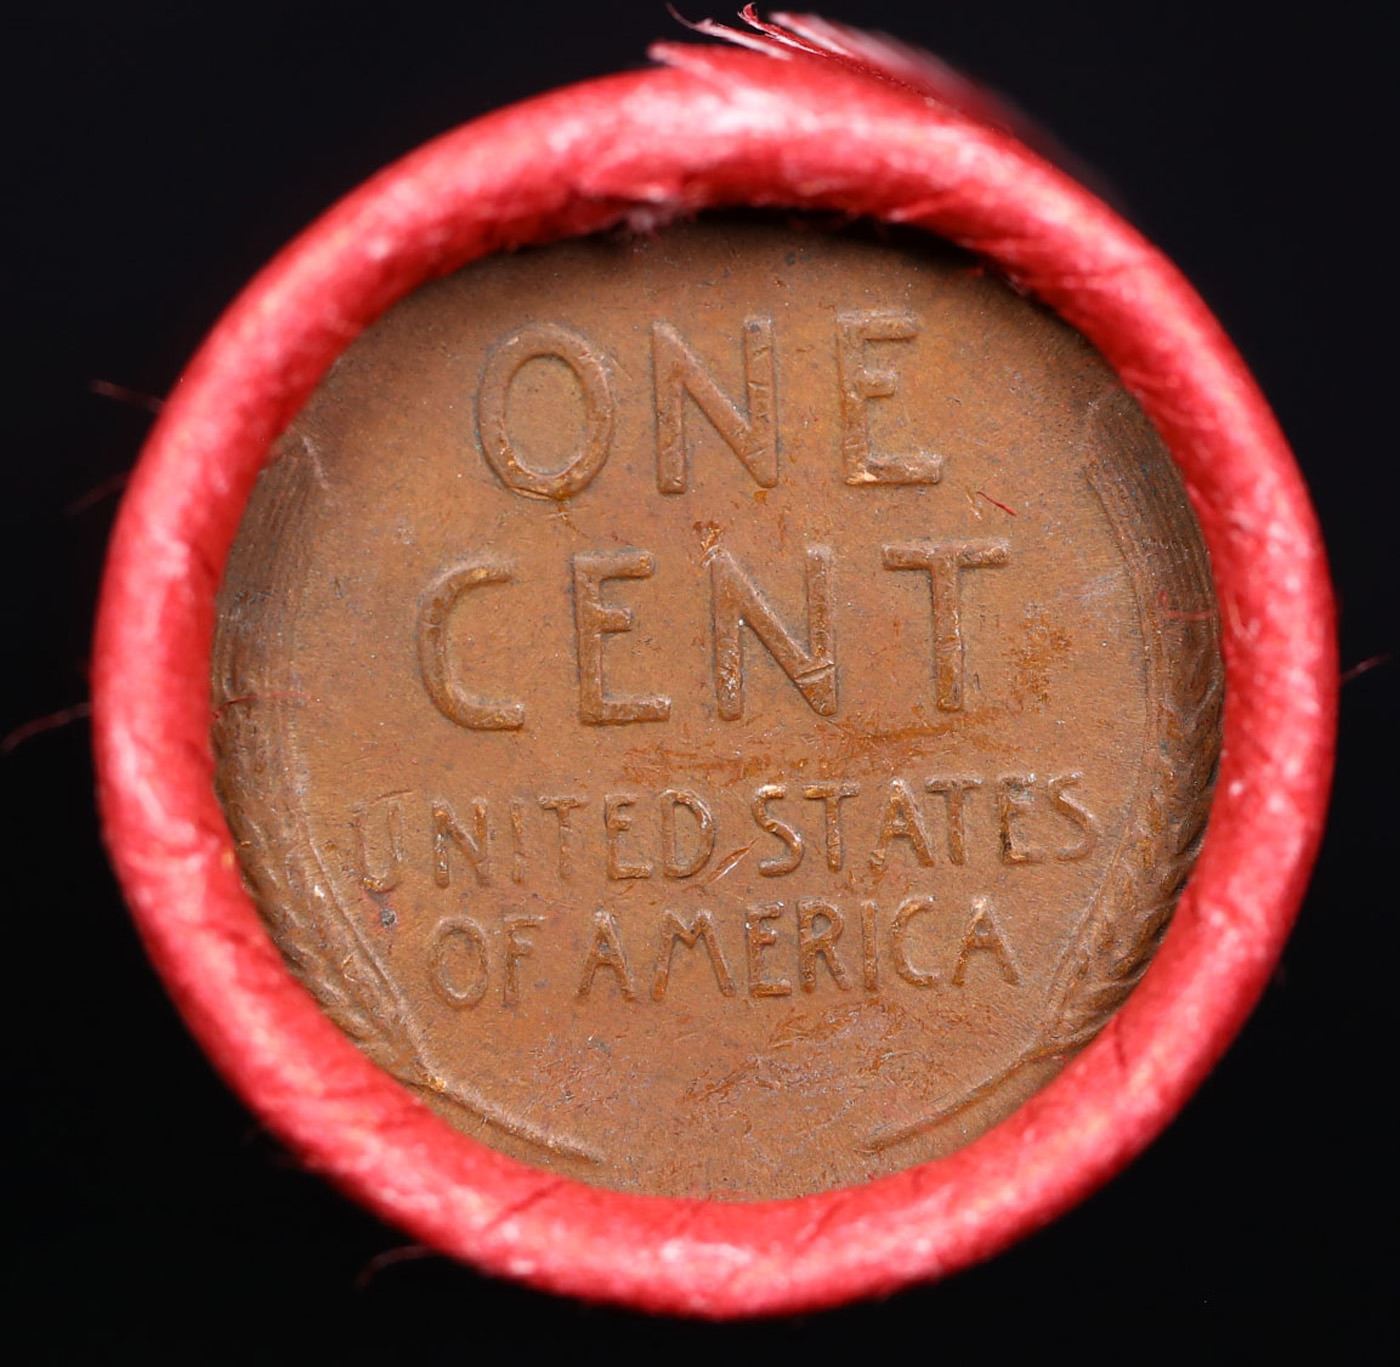 ONE
CENT
UNITED STATES
OF AMERICA